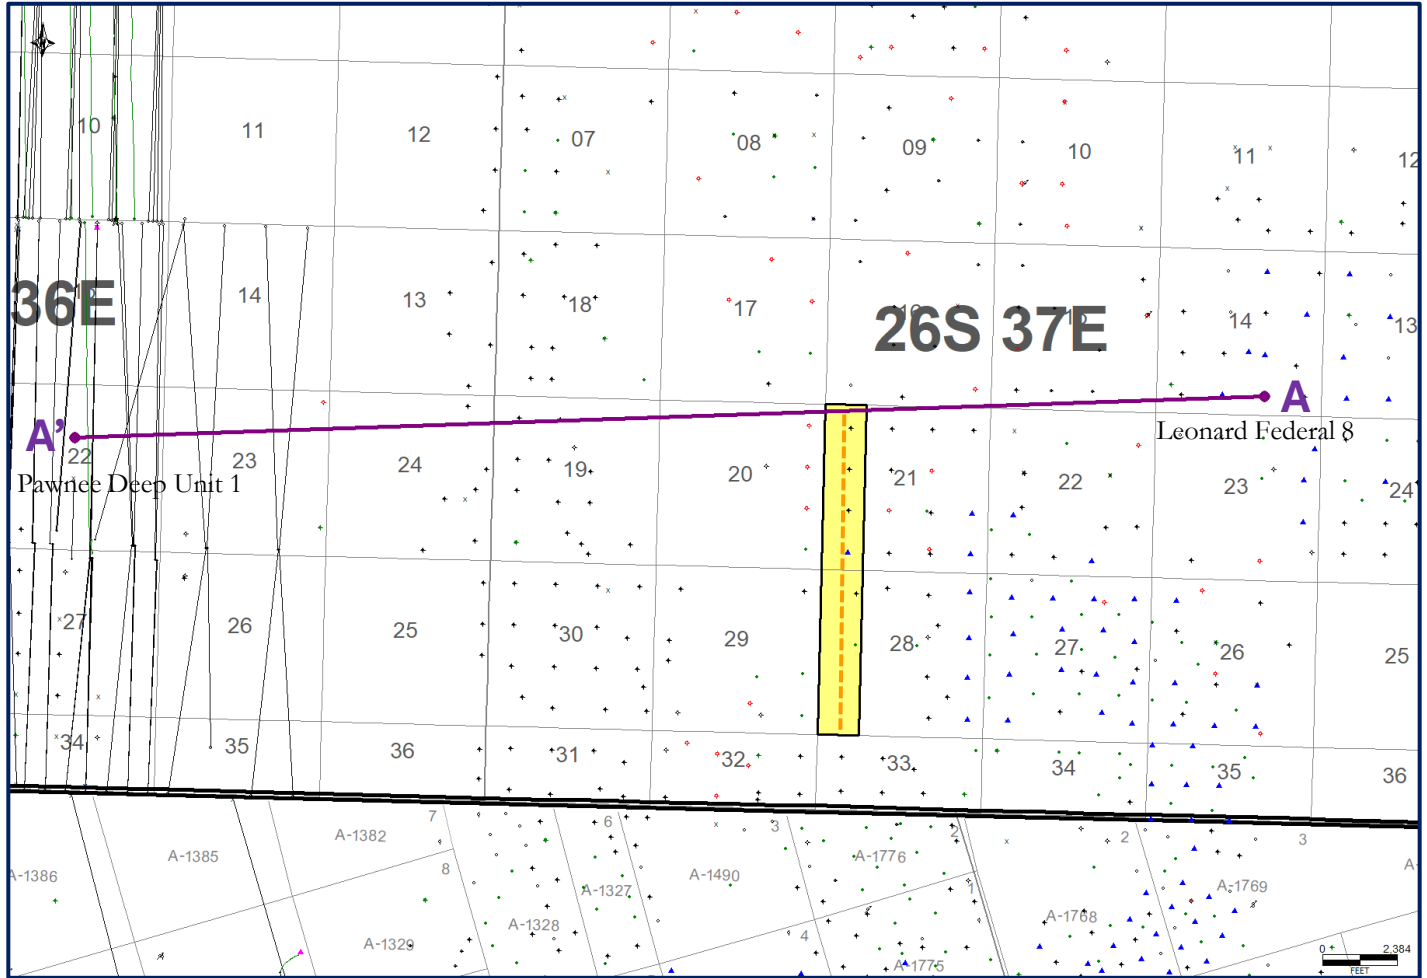 10 11 12 07 08 09 10 11 12
36E 14 13 18 17 26S 37E 14 13
A
Leonard Federal 8
A'
22 23 24 19 20 21 22 23 24
Pawnee Deep Unit 1
27 26 25 30 29 28 27 26 25
34 35 36 31 32 33 34 35 36
7 6 3 2 2 3
A-1382 A-1385 A-1776
8
A-1386 A-1327 A-1490 1 A-1769
A-1328 A-1768
A-1329 4 A-1775
0 2,384
FEET